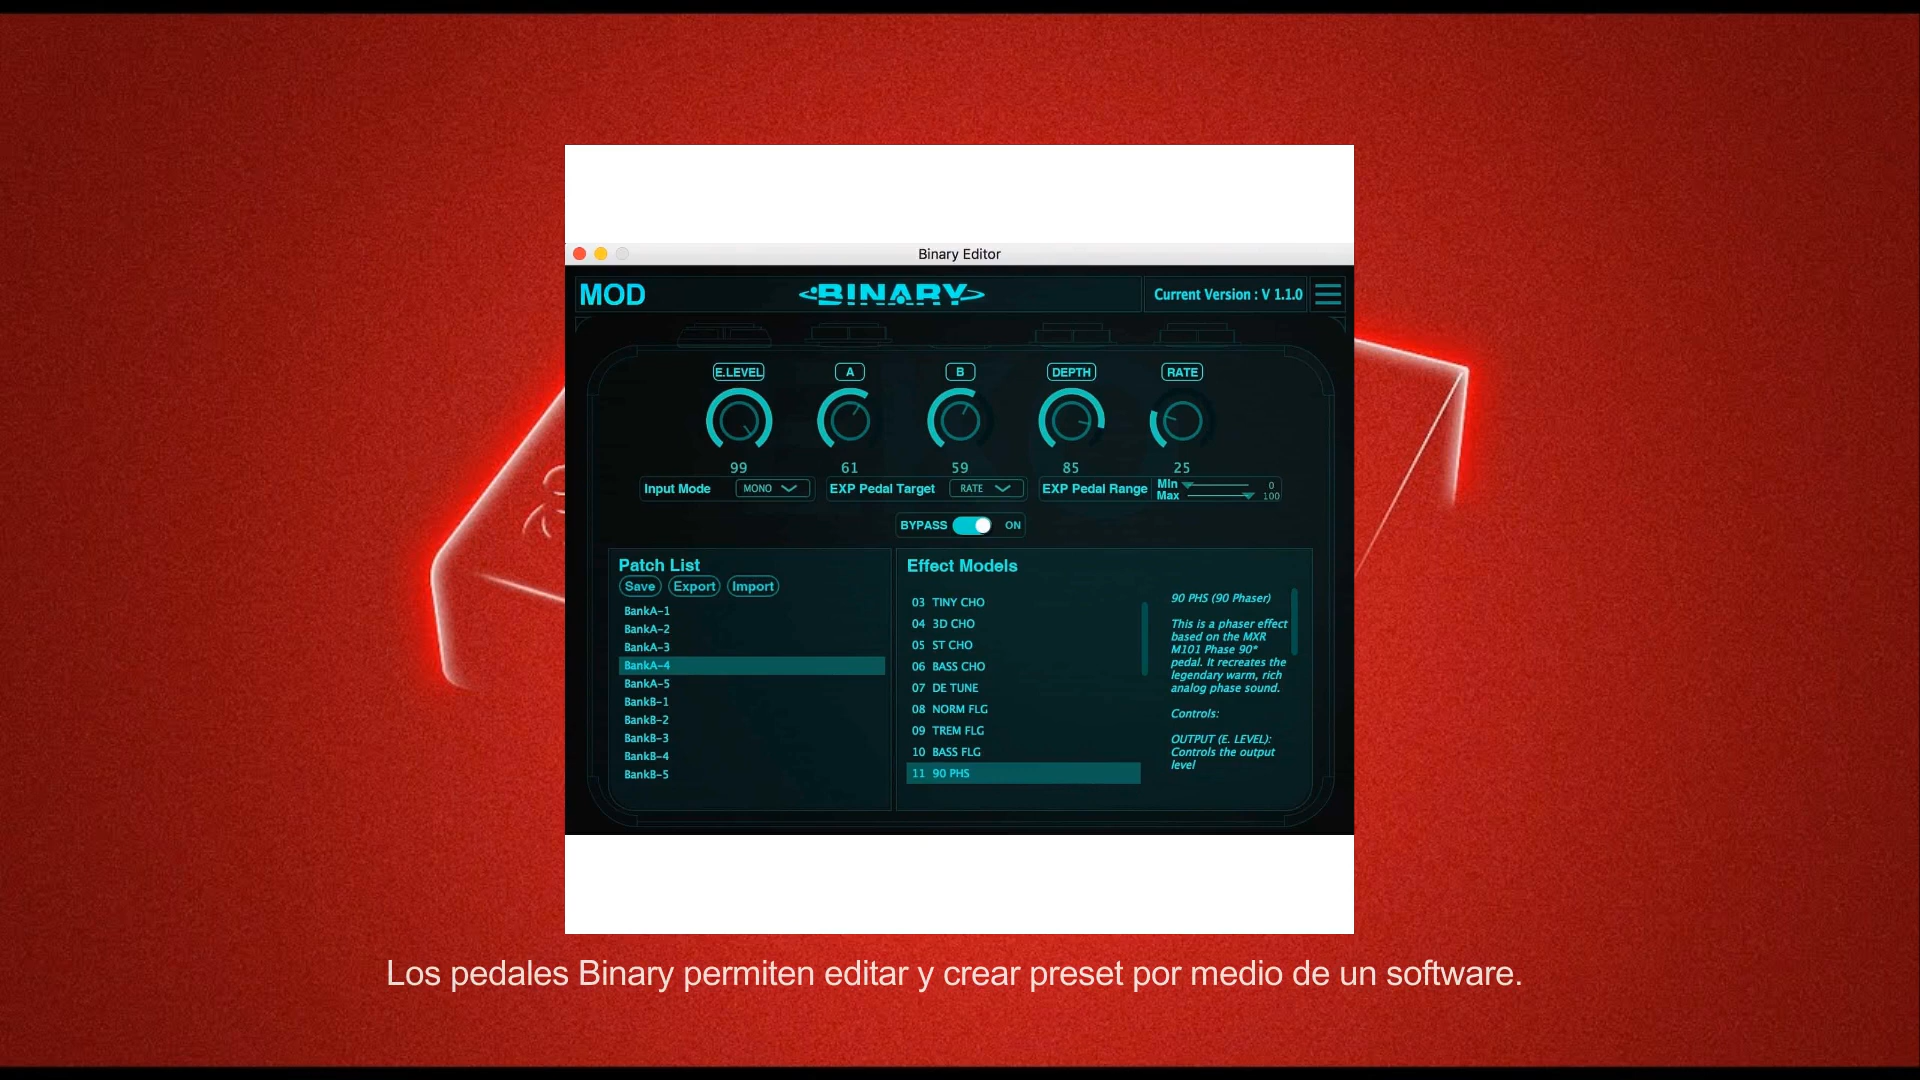 Binary Editor
MOD
BINARY
Current Version : V 1.1.0
E.LEVEL A B DEPTH RATE
99 61 59 85 25
Input Mode MONO EXP Pedal Target RATE EXP Pedal Range Min 0
Max 100
BYPASS ON
Patch List
Save Export Import
BankA-1
BankA-2
BankA-3
BankA-4
BankA-5
BankB-1
BankB-2
BankB-3
BankB-4
BankB-5
Effect Models
03 TINY CHO
04 3D CHO
05 ST CHO
06 BASS CHO
07 DE TUNE
08 NORM FLG
09 TREM FLG
10 BASS FLG
11 90 PHS
90 PHS (90 Phaser)
This is a phaser effect
based on the MXR
M101 Phase 90*
pedal. It recreates the
legendary warm, rich
analog phase sound.
Controls:
OUTPUT (E. LEVEL):
Controls the output
level
Los pedales Binary permiten editar y crear preset por medio de un software.